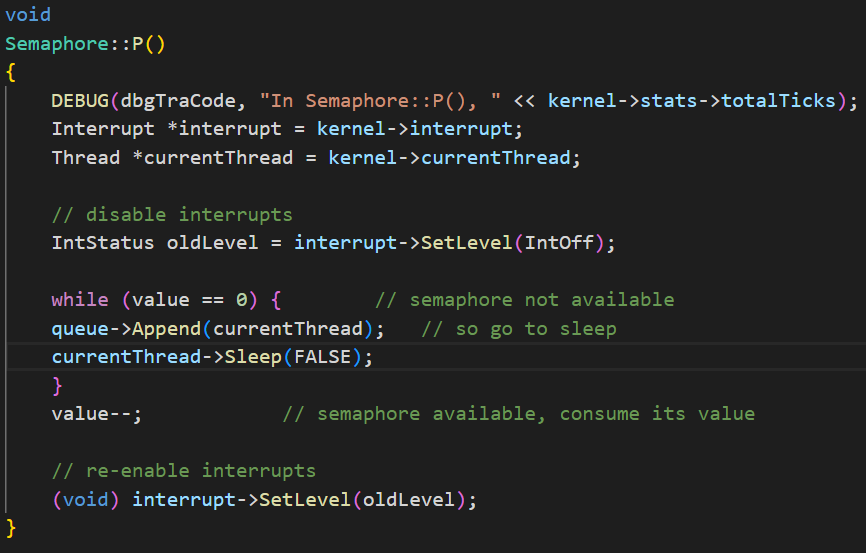 void
Semaphore::P()
{
    DEBUG(dbgTraCode, "In Semaphore::P(), " << kernel->stats->totalTicks);
    Interrupt *interrupt = kernel->interrupt;
    Thread *currentThread = kernel->currentThread;

    // disable interrupts
    IntStatus oldLevel = interrupt->SetLevel(IntOff);

    while (value == 0) {        // semaphore not available
    queue->Append(currentThread);   // so go to sleep
    currentThread->Sleep(FALSE);
    }
    value--;            // semaphore available, consume its value

    // re-enable interrupts
    (void) interrupt->SetLevel(oldLevel);
}